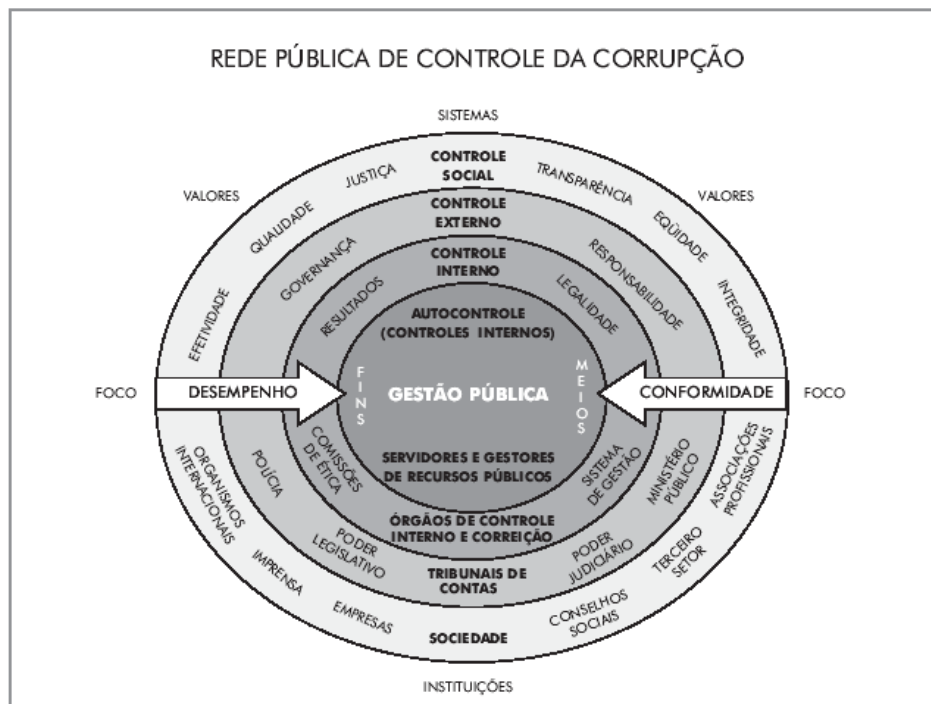 REDE PÚBLICA DE CONTROLE DA CORRUPÇÃO
SISTEMAS
VALORES
VALORES
CONTROLE
SOCIAL
EFETIVIDADE
QUALIDADE
JUSTIÇA
TRANSPARÊNCIA
EQÜIDADE
INTEGRIDADE
CONTROLE
EXTERNO
GOVERNANÇA
RESPONSABILIDADE
CONTROLE
INTERNO
RESULTADOS
LEGALIDADE
AUTOCONTROLE
(CONTROLES INTERNOS)
FOCO
DESEMPENHO
FINS
GESTÃO PÚBLICA
MEIOS
CONFORMIDADE
FOCO
SERVIDORES E GESTORES
DE RECURSOS PÚBLICOS
COMISSÕES
DE ÉTICA
SISTEMA
DE GESTÃO
ÓRGÃOS DE CONTROLE
INTERNO E CORREIÇÃO
POLÍCIA
PODER
LEGISLATIVO
TRIBUNAIS DE
CONTAS
PODER
JUDICIÁRIO
MINISTÉRIO
PÚBLICO
ORGANISMOS
INTERNACIONAIS
IMPRENSA
EMPRESAS
SOCIEDADE
CONSELHOS
SOCIAIS
TERCEIRO
SETOR
ASSOCIAÇÕES
PROFISSIONAIS
INSTITUIÇÕES